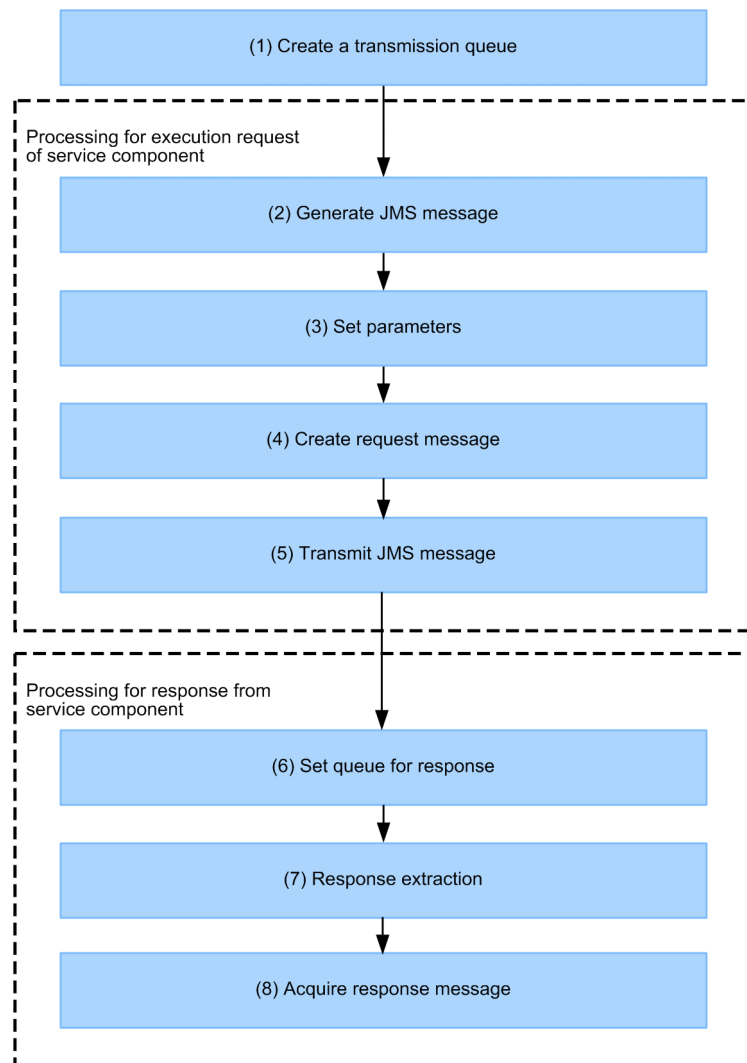 (1) Create a transmission queue
Processing for execution request
of service component
(2) Generate JMS message
(3) Set parameters
(4) Create request message
(5) Transmit JMS message
Processing for response from
service component
(6) Set queue for response
(7) Response extraction
(8) Acquire response message